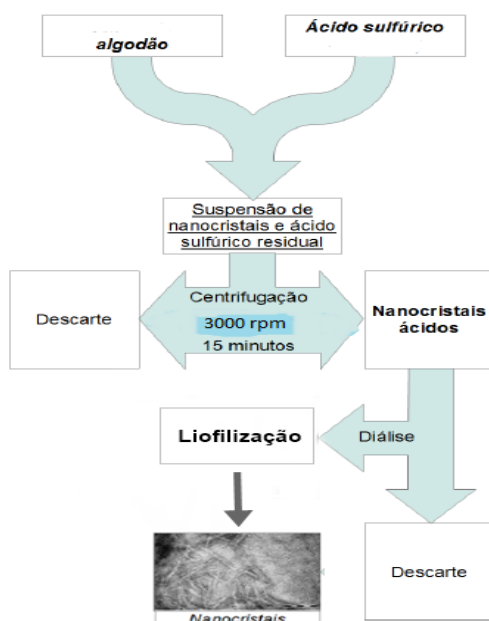 algodão
Ácido sulfúrico
Suspensão de
nanocristais e ácido
sulfúrico residual
Descarte
Centrifugação
3000 rpm
15 minutos
Nanocristais
ácidos
Liofilização
Diálise
Descarte
Nanocristais